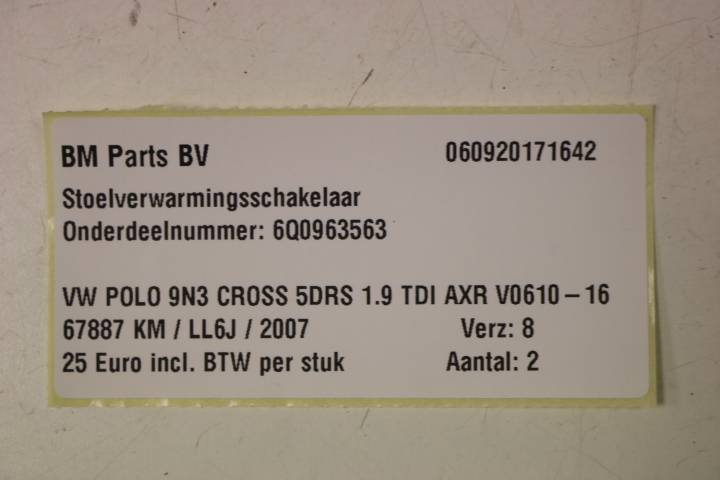 BM Parts BV 060920171642
Stoelverwarmingsschakelaar
Onderdeelnummer: 6Q0963563
VW POLO 9N3 CROSS 5DRS 1.9 TDI AXR V0610 – 16
67887 KM / LL6J / 2007 Verz: 8
25 Euro incl. BTW per stuk Aantal: 2